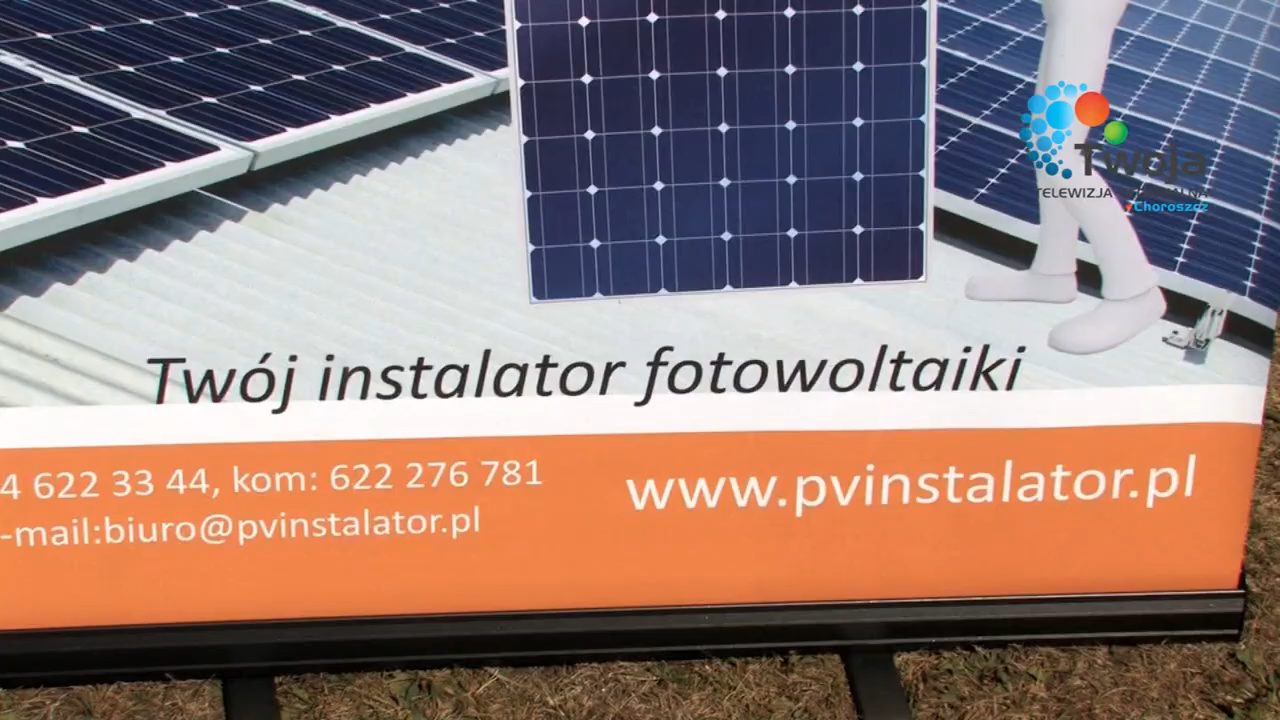 Twoja
TELEWIZJA
Choroszcz
Twój instalator fotowoltaiki
4 622 33 44, kom: 622 276 781
www.pvinstalator.pl
-mail:biuro@pvinstalator.pl